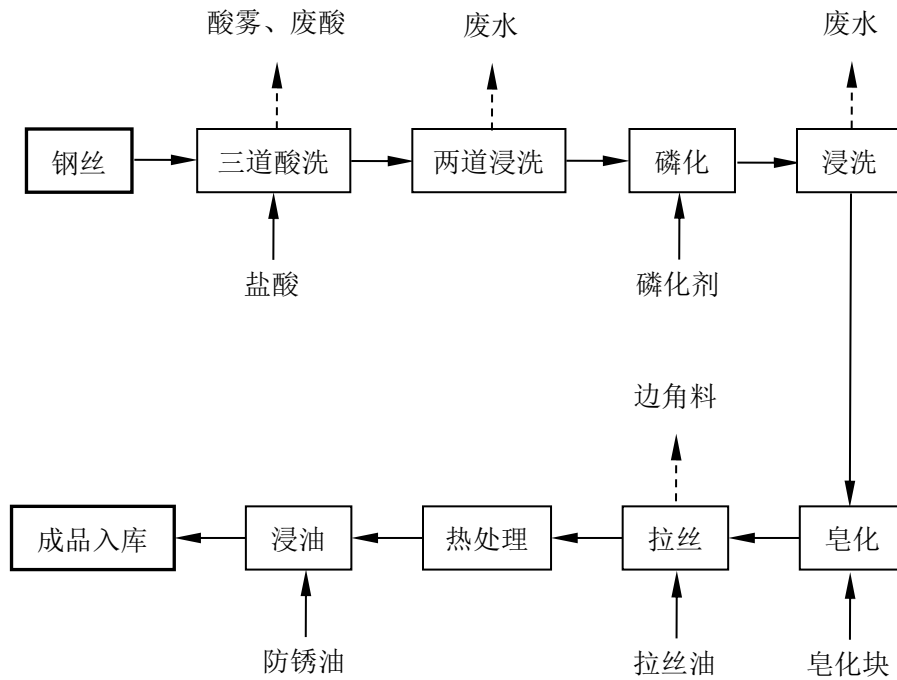 酸雾、废酸
废水
废水
钢丝
三道酸洗
两道浸洗
磷化
浸洗
盐酸
磷化剂
边角料
成品入库
浸油
热处理
拉丝
皂化
防锈油
拉丝油
皂化块